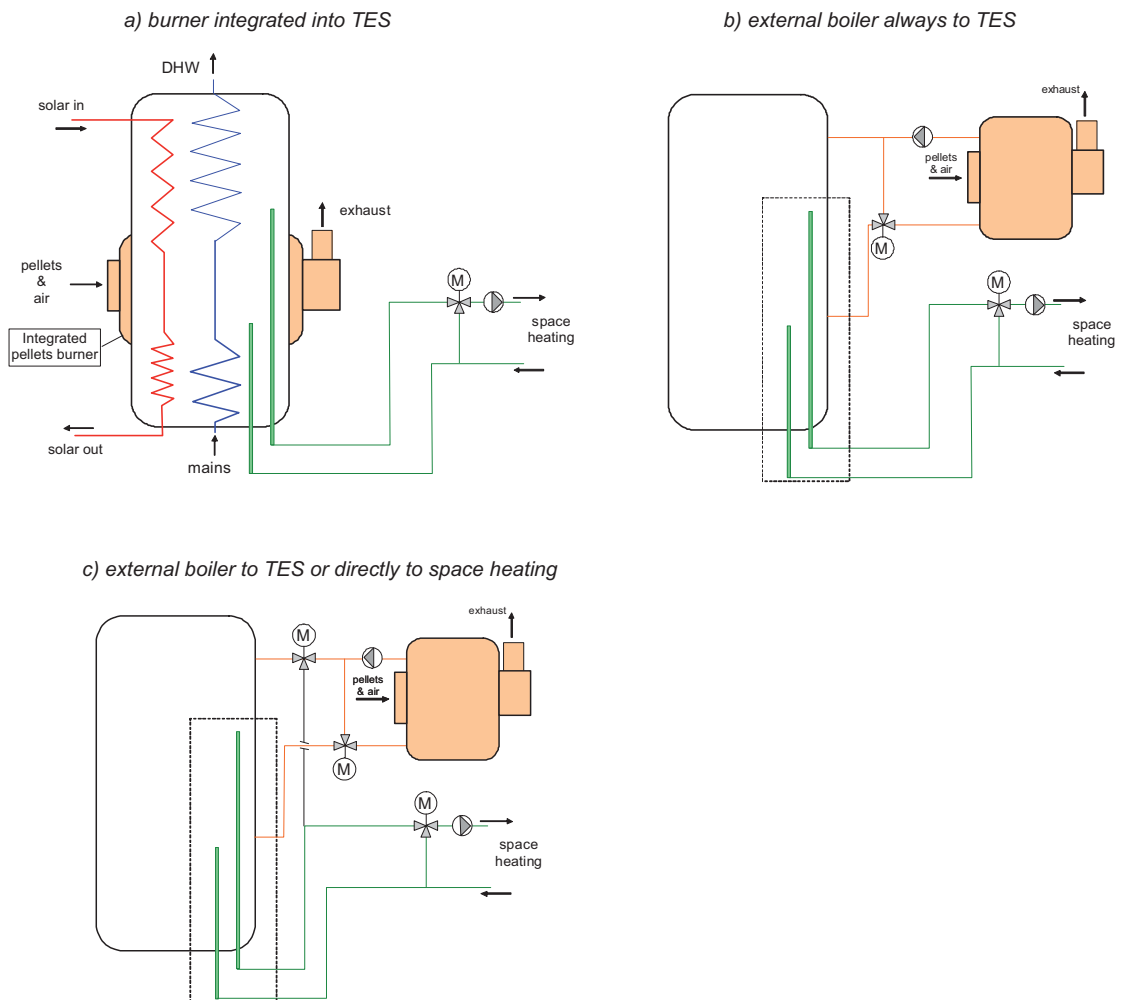 a) burner integrated into TES
DHW
solar in
exhaust
pellets
&
air
Integrated
pellets burner
M
space
heating
solar out
mains
b) external boiler always to TES
exhaust
pellets
& air
M
M
space
heating
c) external boiler to TES or directly to space heating
exhaust
M
pellets
& air
M
M
space
heating